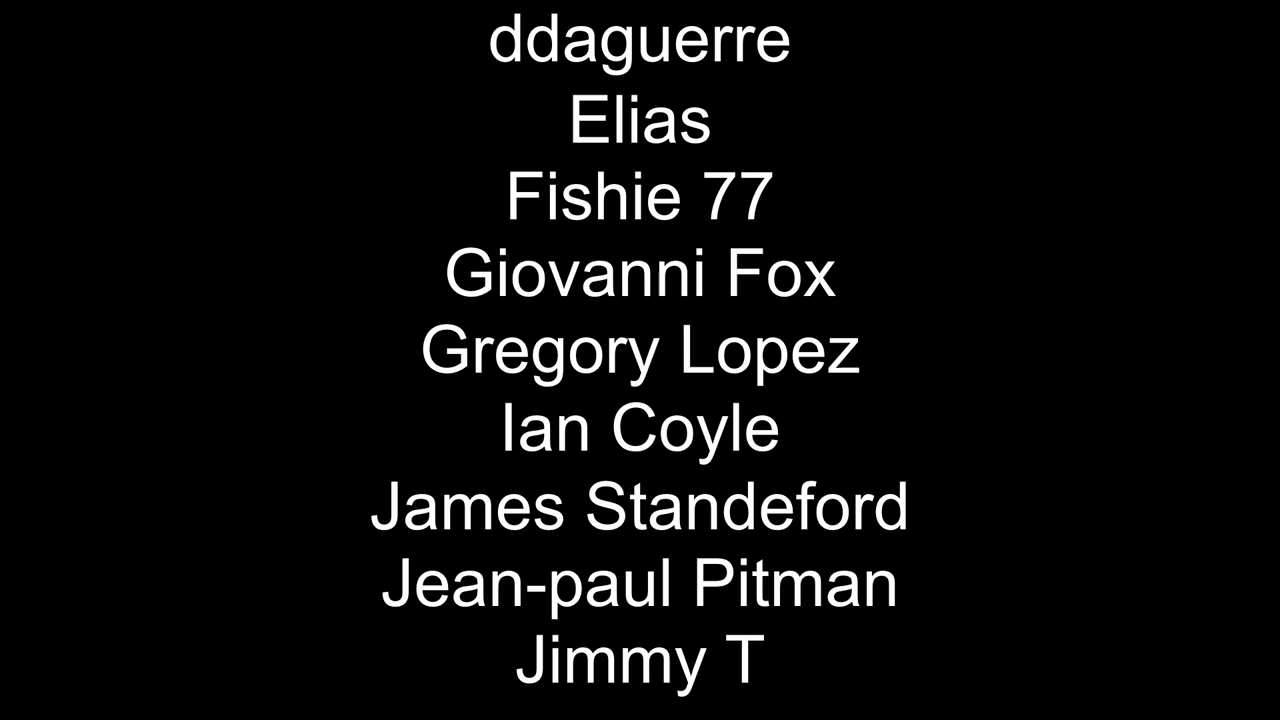 ddaguerre
Elias
Fishie 77
Giovanni Fox
Gregory Lopez
Ian Coyle
James Standeford
Jean-paul Pitman
Jimmy T